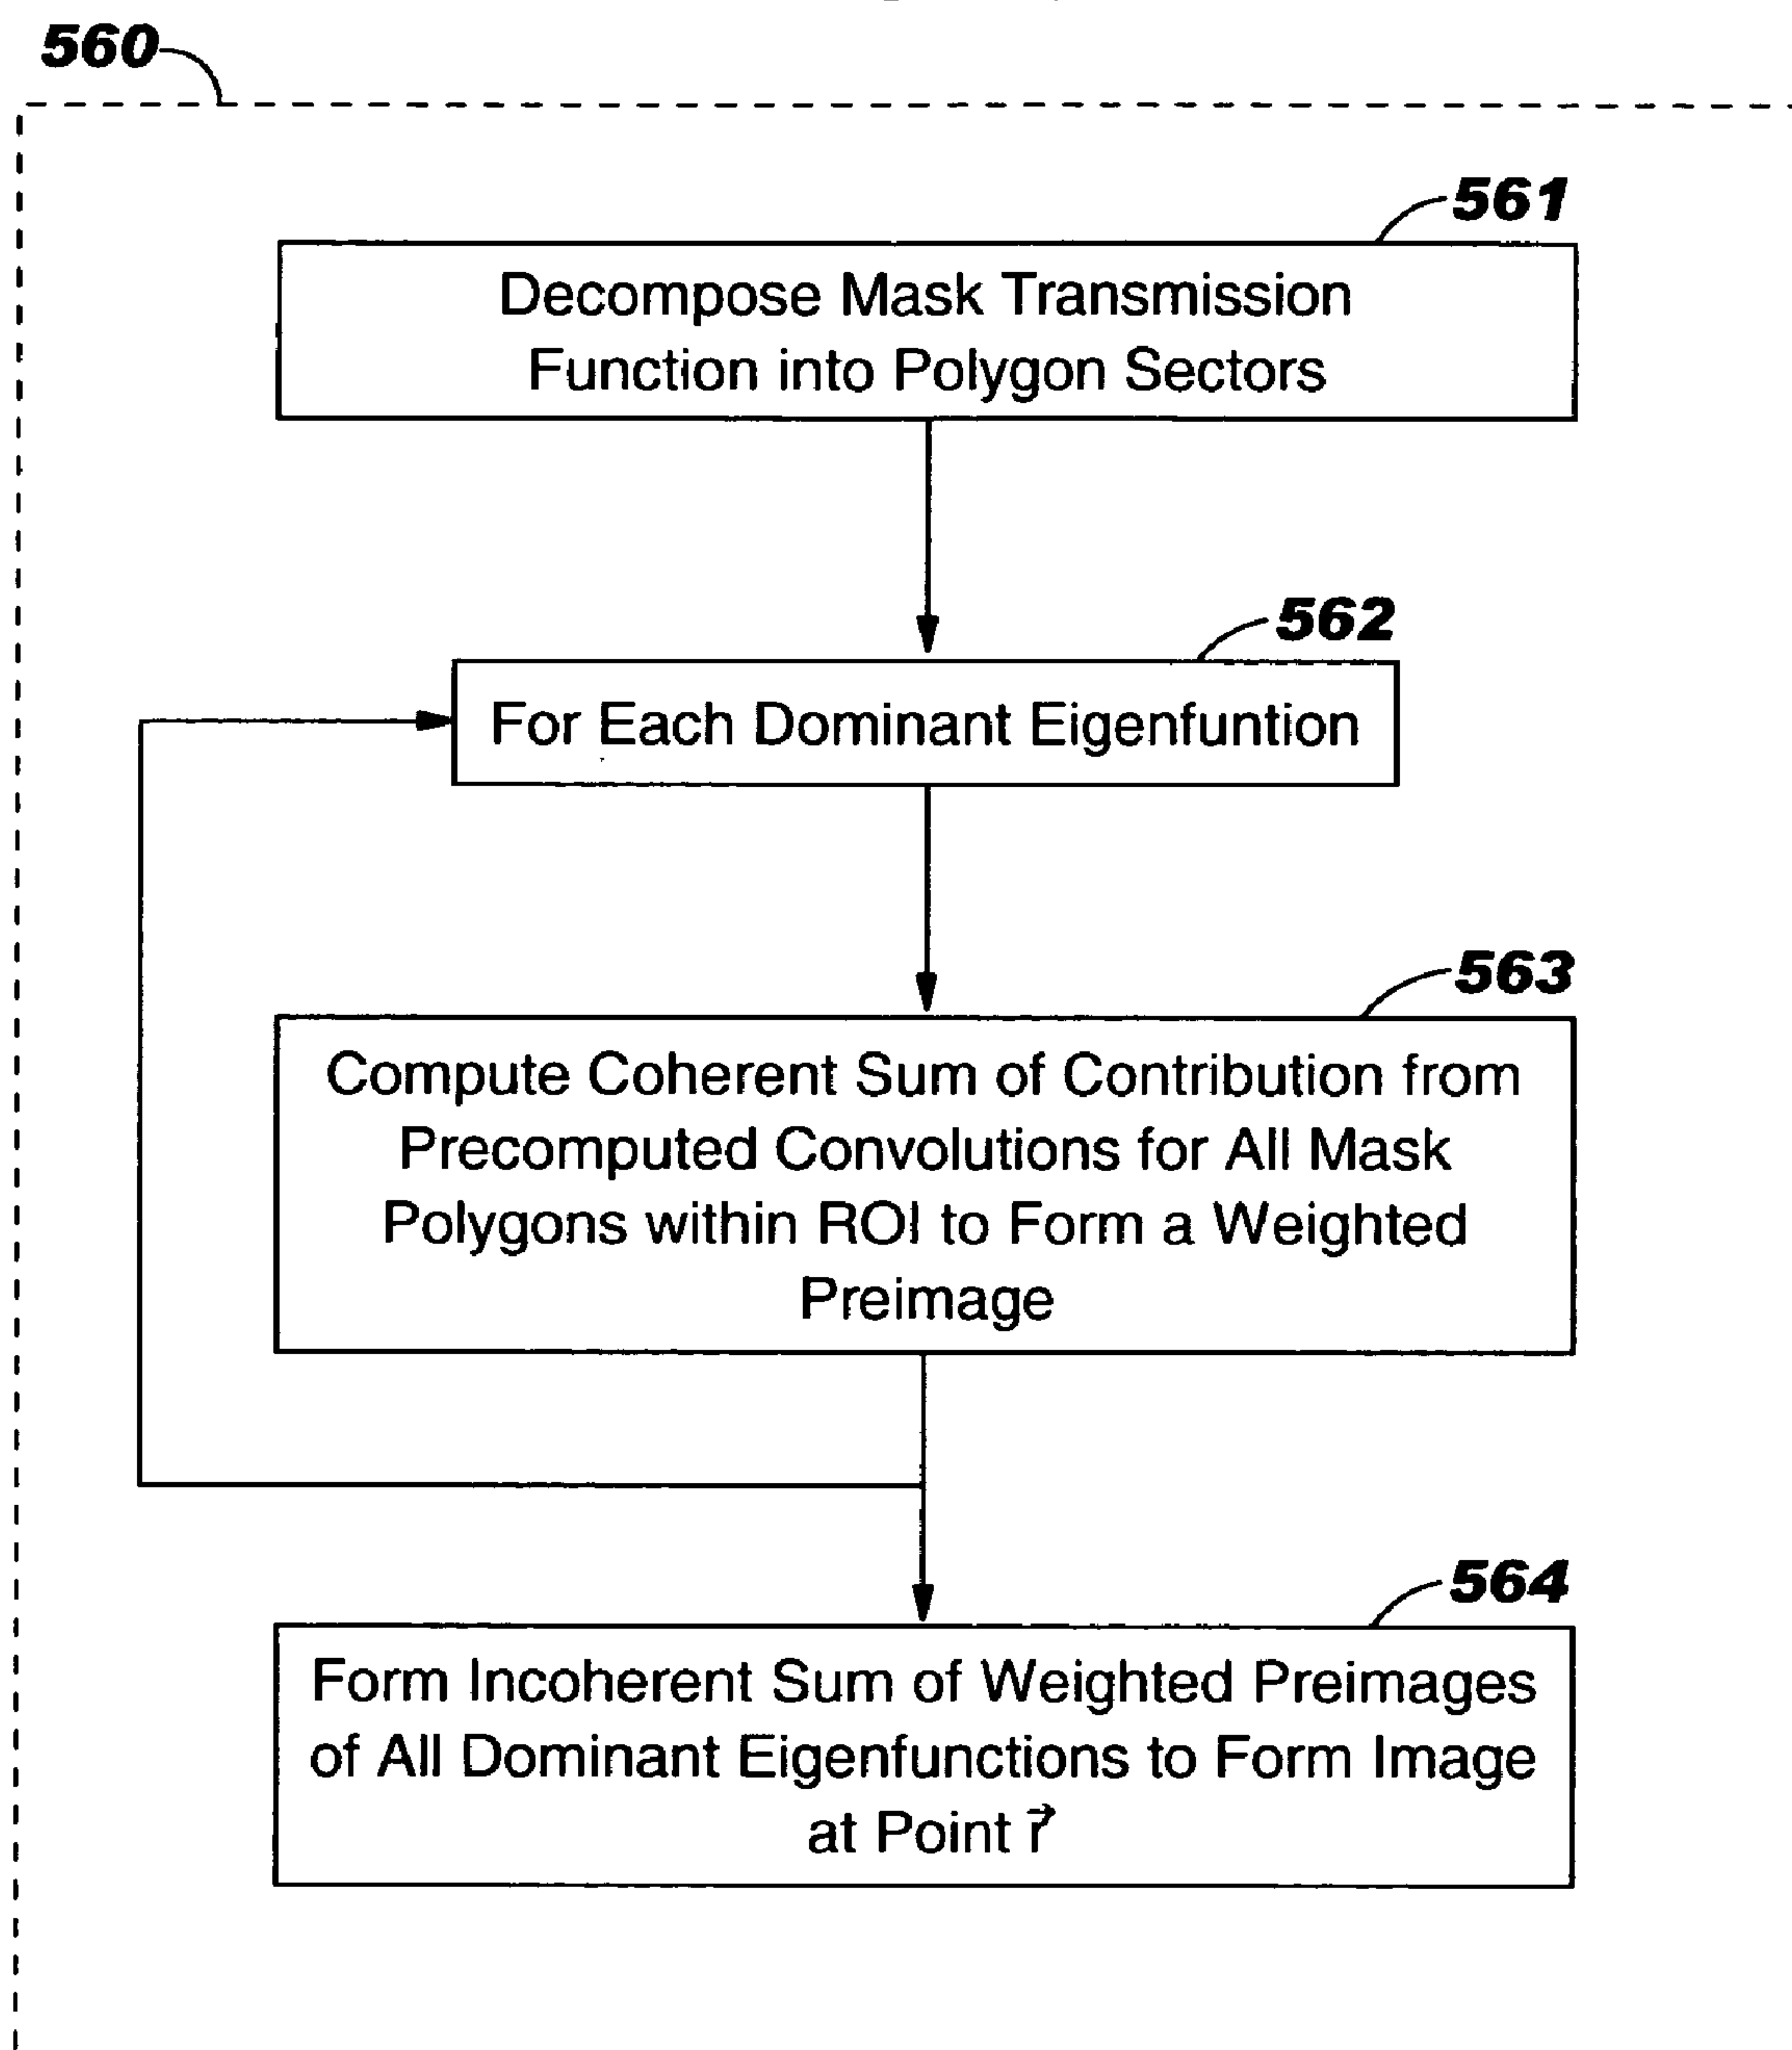 560
561
Decompose Mask Transmission
Function into Polygon Sectors
562
For Each Dominant Eigenfuntion
563
Compute Coherent Sum of Contribution from
Precomputed Convolutions for All Mask
Polygons within ROI to Form a Weighted
Preimage
564
Form Incoherent Sum of Weighted Preimages
of All Dominant Eigenfunctions to Form Image
at Point r⃗